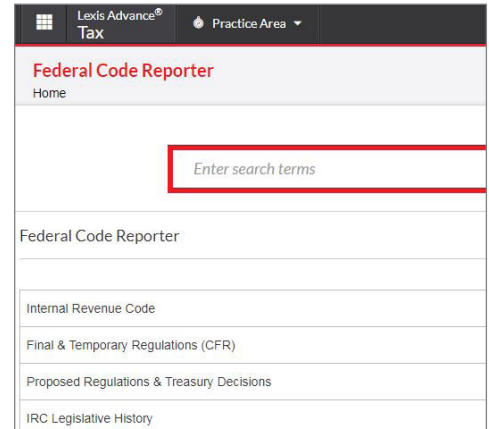 Lexis Advance®
Tax
Practice Area
Federal Code Reporter
Home
Enter search terms
Federal Code Reporter
Internal Revenue Code
Final & Temporary Regulations (CFR)
Proposed Regulations & Treasury Decisions
IRC Legislative History